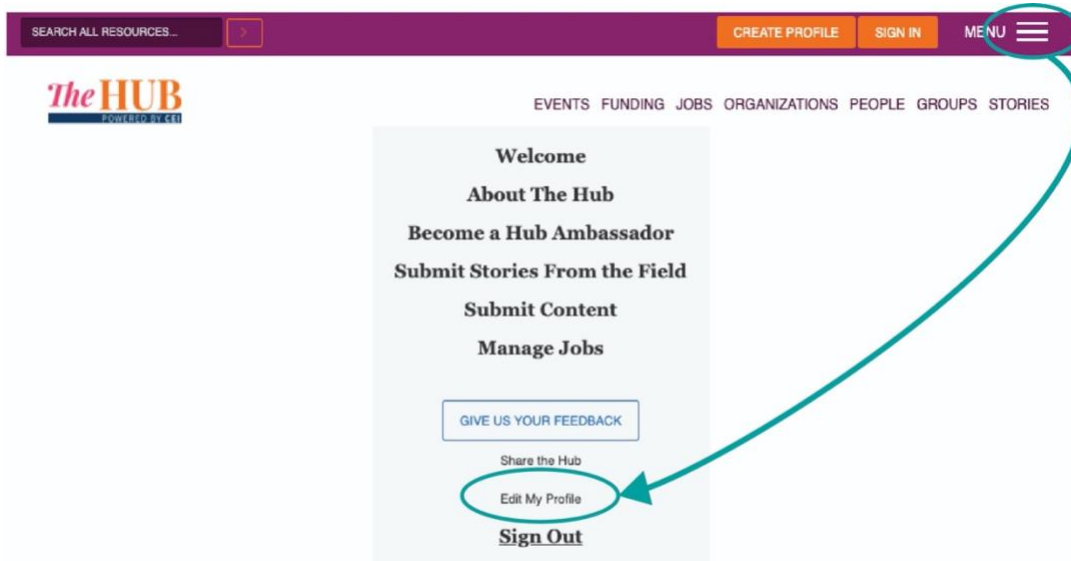 SEARCH ALL RESOURCES...
>
CREATE PROFILE
SIGN IN
MENU
The HUB
POWERED BY CEI
EVENTS FUNDING JOBS ORGANIZATIONS PEOPLE GROUPS STORIES
Welcome
About The Hub
Become a Hub Ambassador
Submit Stories From the Field
Submit Content
Manage Jobs
GIVE US YOUR FEEDBACK
Share the Hub
Edit My Profile
Sign Out